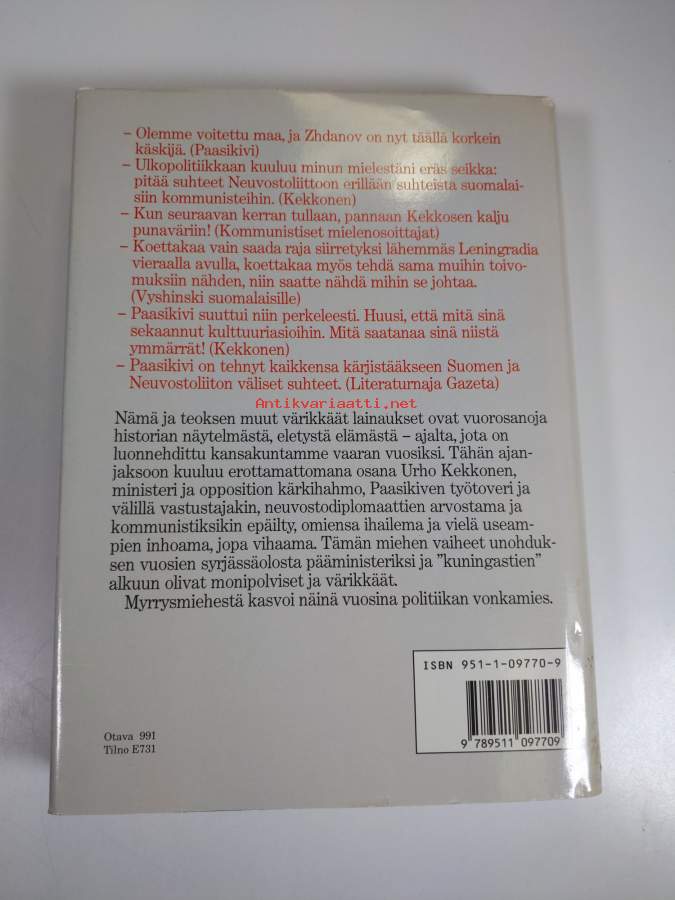 – Olemme voitettu maa, ja Zhdanov on nyt täällä korkein
käskijä. (Paasikivi)
– Ulkopolitiikkaan kuuluu minun mielestäni eräs seikka:
pitää suhteet Neuvostoliittoon erillään suhteista suomalai-
siin kommunisteihin. (Kekkonen)
– Kun seuraavan kerran tullaan, pannaan Kekkosen kalju
punaväriin! (Kommunistiset mielenosoittajat)
– Koettakaa vain saada raja siirretyksi lähemmäs Leningradia
vieraalla avulla, koettakaa myös tehdä sama muihin toivo-
muksiin nähden, niin saatte nähdä mihin se johtaa.
(Vyshinski suomalaisille)
– Paasikivi suuttui niin perkeleesti. Huusi, että mitä sinä
sekaannut kulttuuriasioihin. Mitä saatanaa sinä niistä
ymmärrät! (Kekkonen)
– Paasikivi on tehnyt kaikkensa kärjistääkseen Suomen ja
Neuvostoliiton väliset suhteet. (Literaturnaja Gazeta)
Antikvariaatti.net
Nämä ja teoksen muut värikkäät lainaukset ovat vuorosanoja
historian näytelmästä, eletystä elämästä – ajalta, jota on
luonnehdittu kansakuntamme vaaran vuosiksi. Tähän ajan-
jaksoon kuuluu erottamattomana osana Urho Kekkonen,
ministeri ja opposition kärkihahmo, Paasikiven työtoveri ja
välillä vastustajakin, neuvostodiplomaattien arvostama ja
kommunistiksikin epäilty, omiensa ihailema ja vielä useam-
pien inhoama, jopa vihaama. Tämän miehen vaiheet unohduk-
sen vuosien syrjässäolosta pääministeriksi ja ”kuningastien”
alkuun olivat monipolviset ja värikkäät.
Myrrysmiehestä kasvoi näinä vuosina politiikan vonkamies.
ISBN 951-1-09770-9
9 789511 097709
Otava 991
Tilno E731